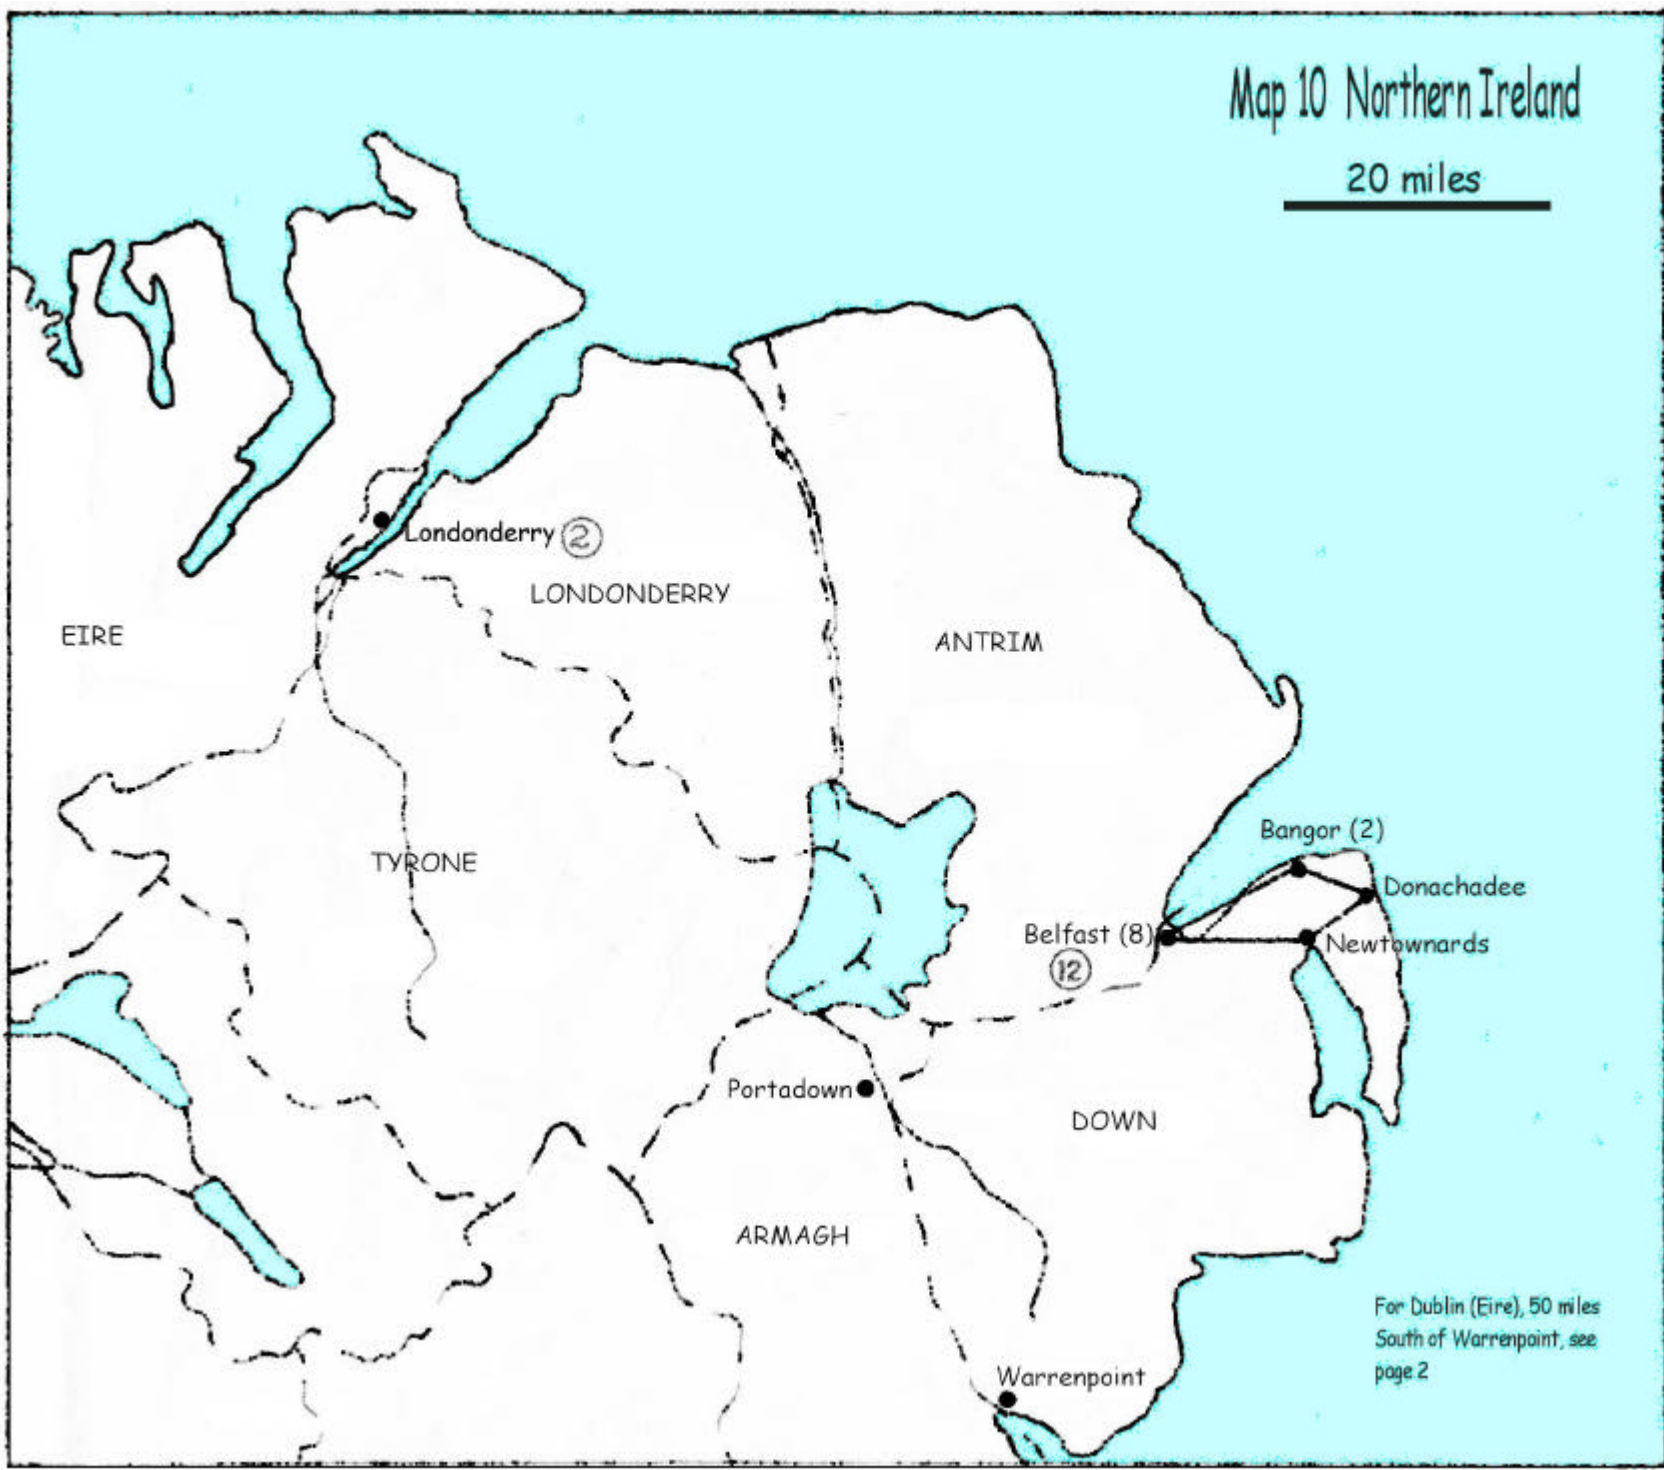 Map 10 Northern Ireland
20 miles
Londonderry 2
LONDONDERRY
EIRE
ANTRIM
Bangor (2)
TYRONE
Donachadee
Belfast (8)
Newtownards
12
Portadown
DOWN
ARMAGH
For Dublin (Eire), 50 miles
South of Warrenpoint, see
page 2
Warrenpoint